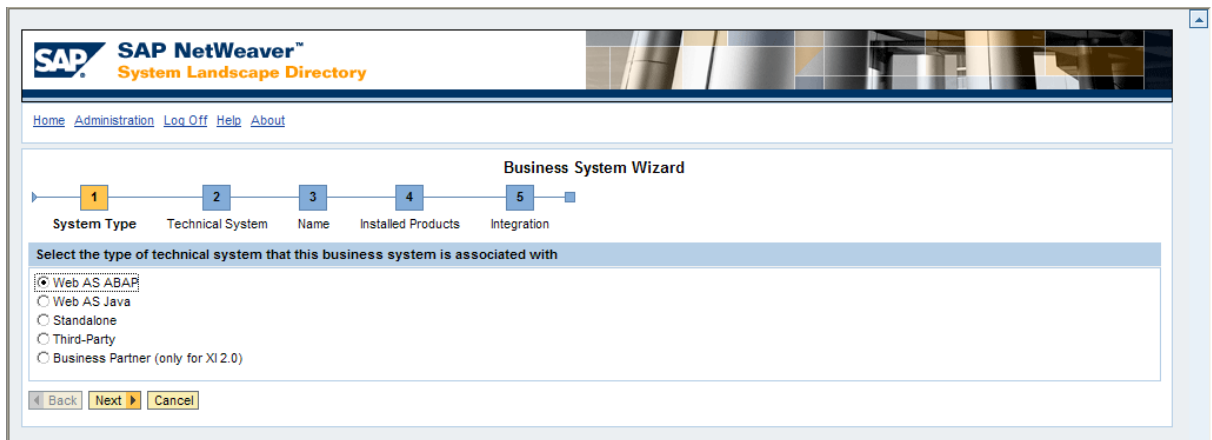 SAP
SAP NetWeaver™
System Landscape Directory
Home Administration Log Off Help About
Business System Wizard
1 2 3 4 5
System Type Technical System Name Installed Products Integration
Select the type of technical system that this business system is associated with
Web AS ABAP
Web AS Java
Standalone
Third-Party
Business Partner (only for XI 2.0)
Back Next Cancel